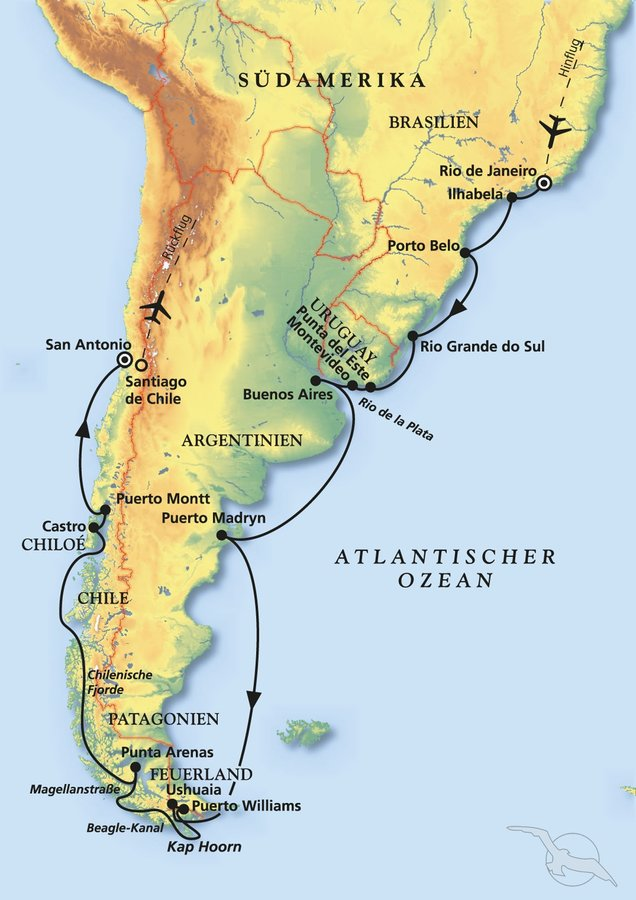 Hinflug
SÜDAMERIKA
BRASILIEN
Rio de Janeiro
Ilhabela
Rückflug
Porto Belo
URUGUAY
Punta del Este
Montevideo
San Antonio
Rio Grande do Sul
Santiago
de Chile
Buenos Aires
Rio de la Plata
ARGENTINIEN
Puerto Montt
Puerto Madryn
Castro
CHILOÉ
ATLANTISCHER
OZEAN
CHILE
Chilenische
Fjorde
PATAGONIEN
Punta Arenas
FEUERLAND
Magellanstraße
Ushuaia
Puerto Williams
Beagle-Kanal
Kap Hoorn